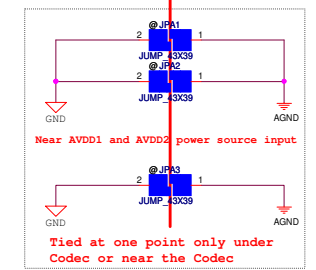 @JPA1
2 1
JUMP_43X39
@JPA2
2 1
JUMP_43X39
GND
AGND
Near AVDD1 and AVDD2 power source input
@JPA3
2 1
JUMP_43X39
GND
AGND
Tied at one point only under
Codec or near the Codec